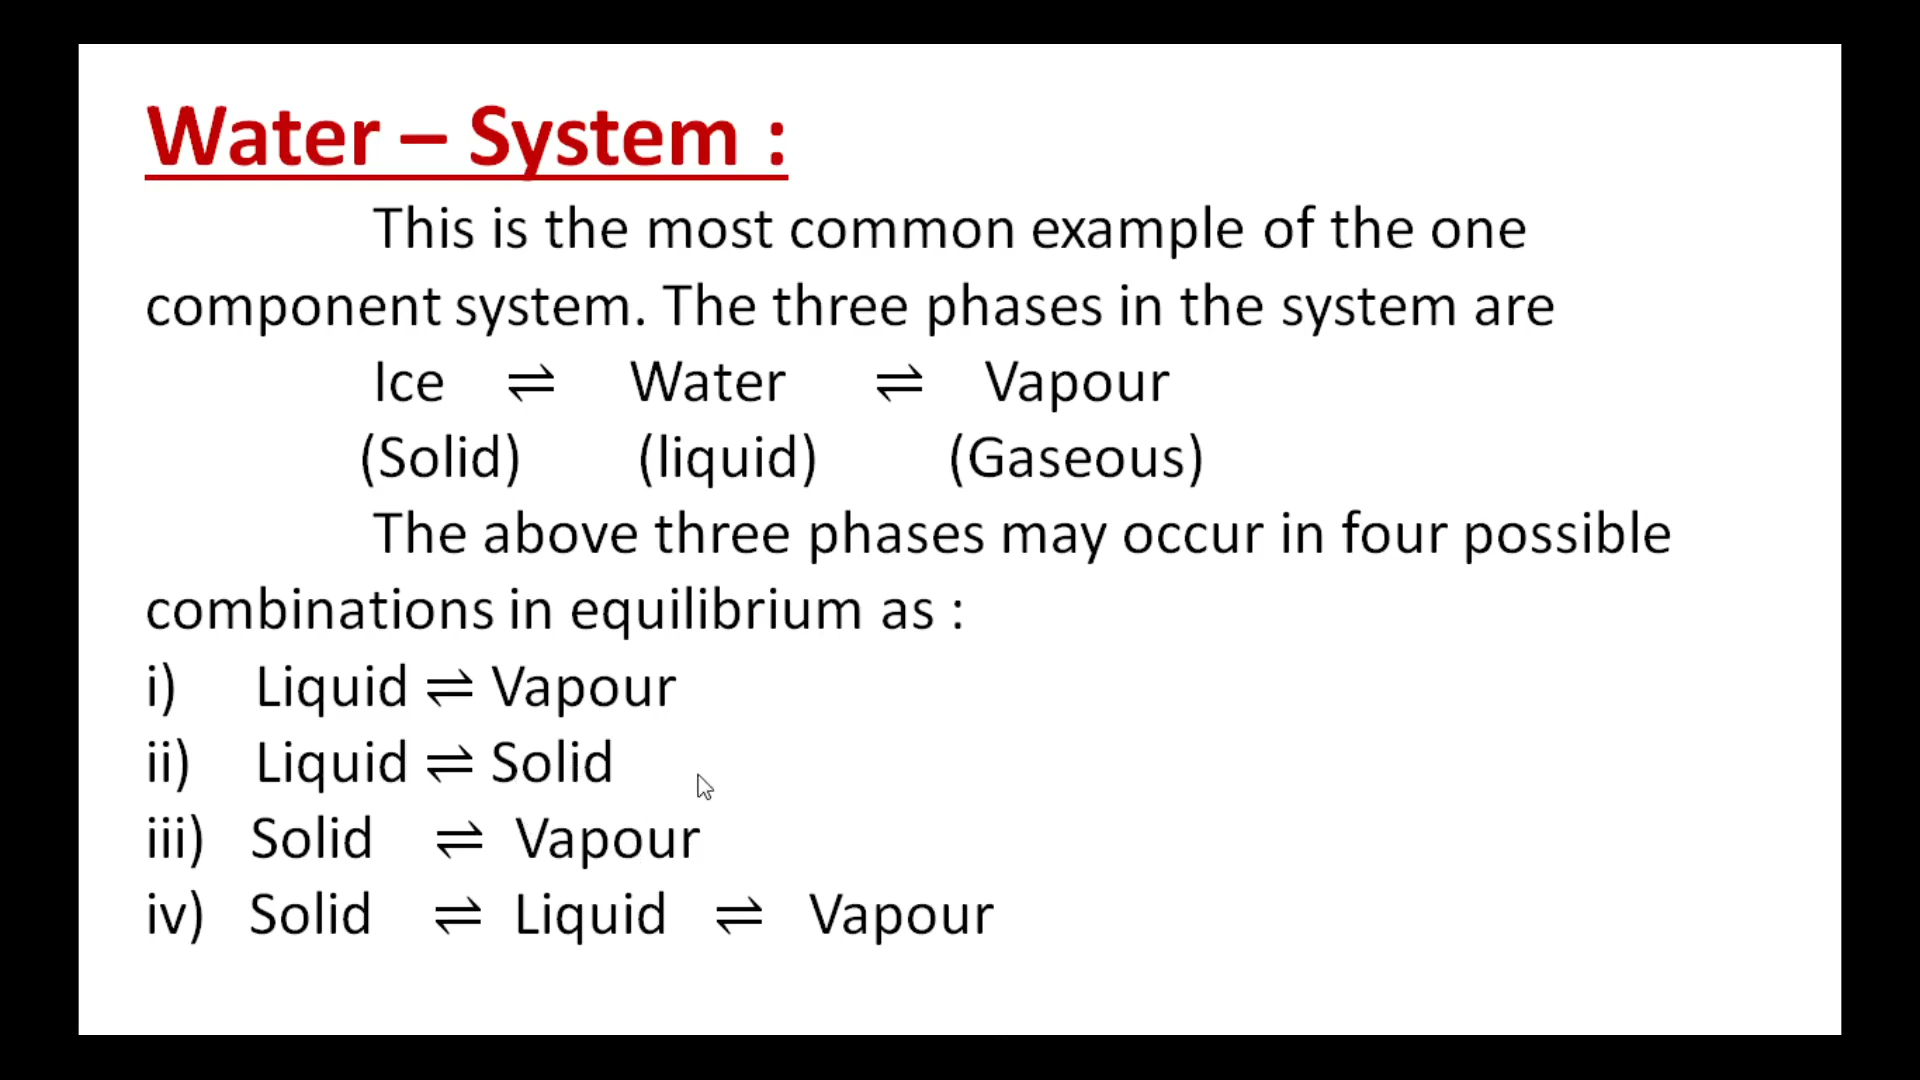 Water – System :
This is the most common example of the one
component system. The three phases in the system are
Ice ⇌ Water ⇌ Vapour
(Solid) (liquid) (Gaseous)
The above three phases may occur in four possible
combinations in equilibrium as :
i) Liquid ⇌ Vapour
ii) Liquid ⇌ Solid
iii) Solid ⇌ Vapour
iv) Solid ⇌ Liquid ⇌ Vapour